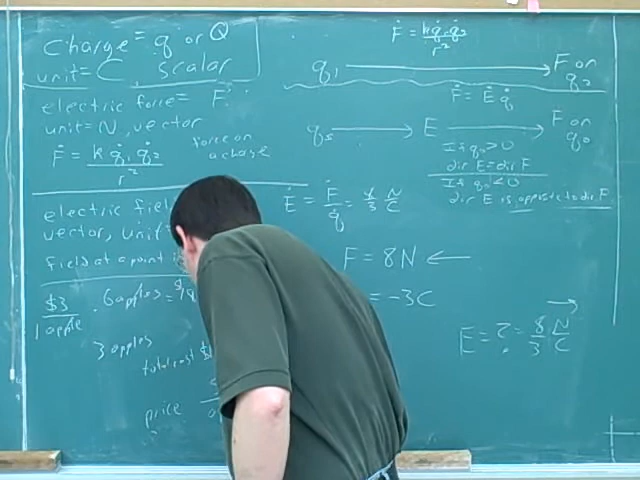 Charge = q or Q
unit = C, scalar
electric force = F
unit = N, vector
F = k q₁ q₂ / r²
force on
a charge
electric fiel
vector, unit
field at a point
$3
1 apple
. 6 apples =
3 apples
total cost
price
F = k q₁ q₂ / r²
q₁ → F on
q₂
F = E q
→ E → F on
q₀
If q₀ > 0
dir E = dir F
If q₀ < 0
dir E is opposite to dir F
E = F/q = 8/3 N/C
F = 8N ←
= -3C
→
E = ? = 8/3 N/C